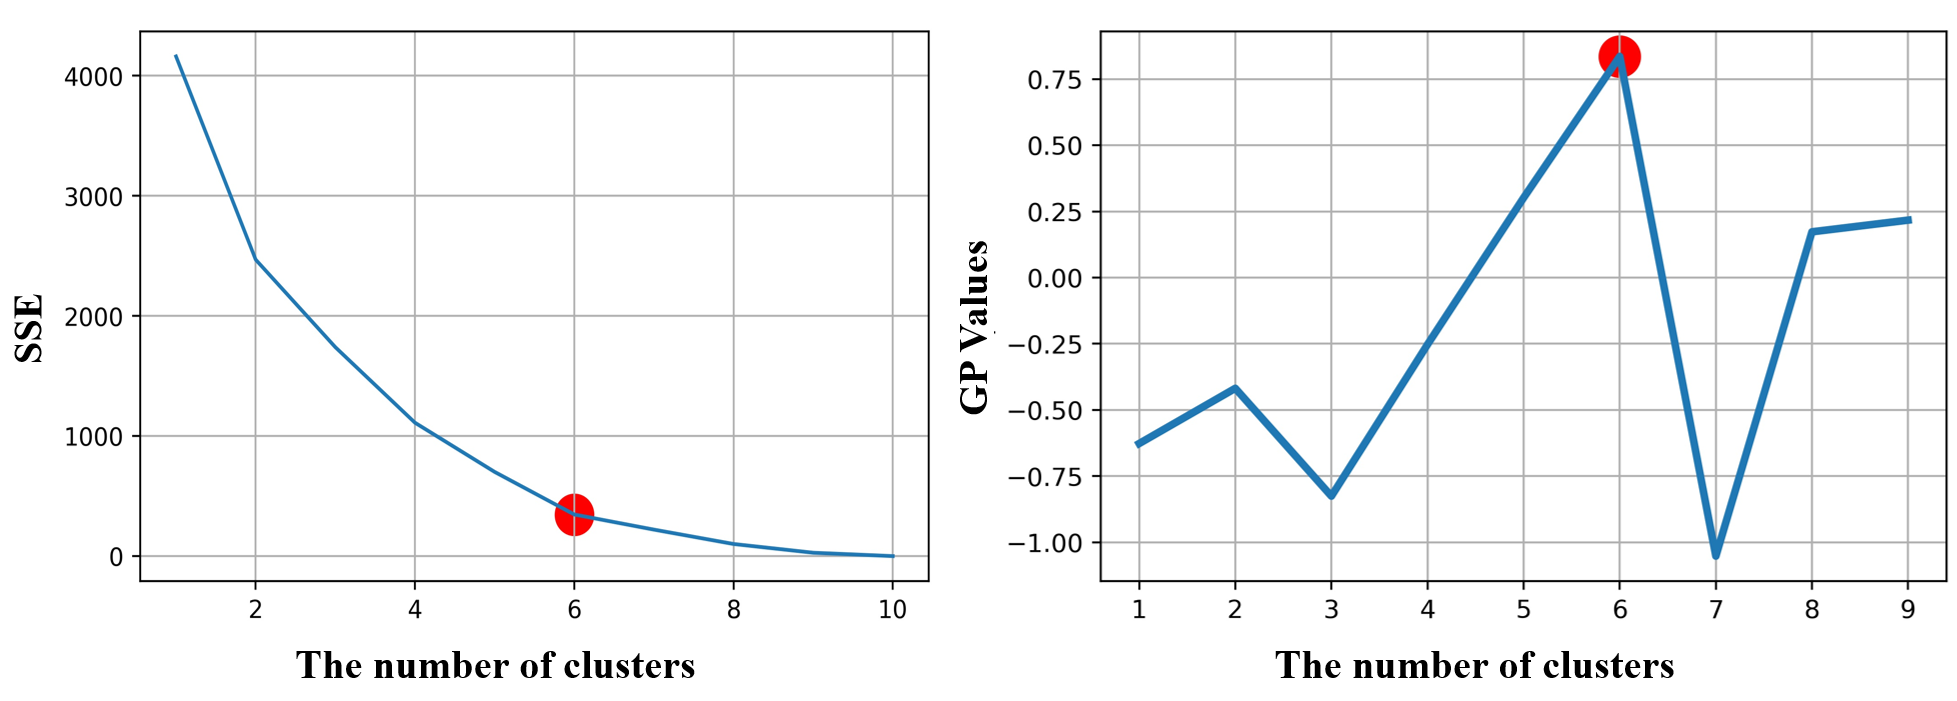 4000
3000
2000
1000
0
SSE
2 4 6 8 10
The number of clusters
0.75
0.50
0.25
0.00
−0.25
−0.50
−0.75
−1.00
GP Values
1 2 3 4 5 6 7 8 9
The number of clusters